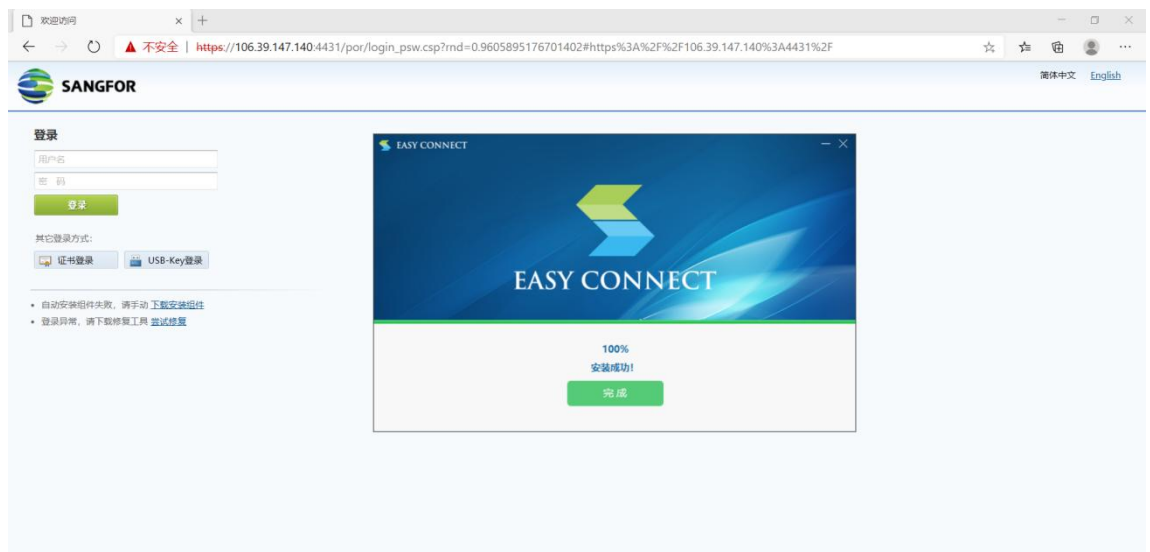 欢迎访问
不安全 | https://106.39.147.140:4431/por/login_psw.csp?rnd=0.9605895176701402#https%3A%2F%2F106.39.147.140%3A4431%2F
SANGFOR
简体中文 English
登录
用户名
密 码
登录
其它登录方式:
证书登录 USB-Key登录
• 自动安装组件失败，请手动 下载安装组件
• 登录异常，请下载修复工具 尝试修复
EASY CONNECT
EASY CONNECT
100%
安装成功!
完成